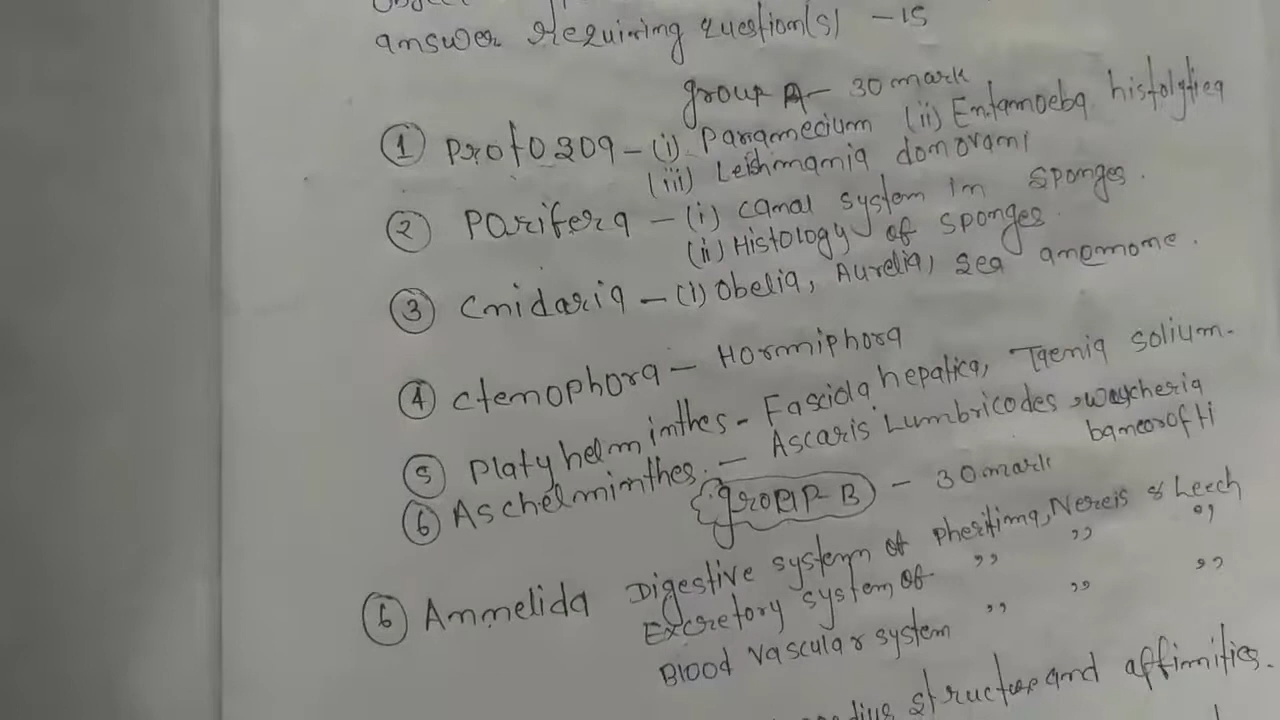 answer Requiring question(s) - 15
group A - 30 mark
① Protozoa - (i) Paramecium (ii) Entamoeba histolytica
(iii) Leishmamia donovani
② Parifera - (i) canal system in sponges.
(ii) Histology of sponges.
③ Cnidaria - (i) Obelia, Aurelia, sea anemone.
④ Ctenophora - Hormiphora
⑤ Platyhelminthes - Fasciola hepatica, Taenia solium.
⑥ Aschelminthes. - Ascaris Lumbricodes, waycheria
bancrofti
group-B - 30 mark
⑥ Annelida Digestive system of pheritima, Nereis & Leech
Excretory system of ,, ,, ,,
Blood vascular system ,, ,, ,,
structure and affinities.